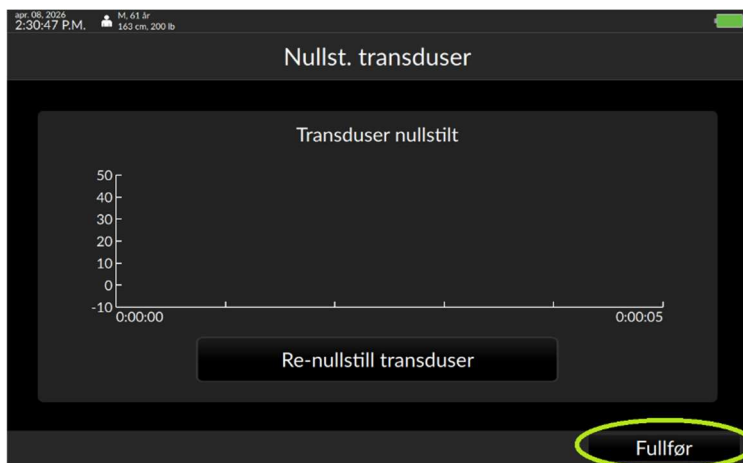 apr. 08, 2026
2:30:47 P.M.
M, 61 år
163 cm, 200 lb
Nullst. transduser
Transduser nullstilt
50
40
30
20
10
0
-10
0:00:00
0:00:05
Re-nullstill transduser
Fullfør